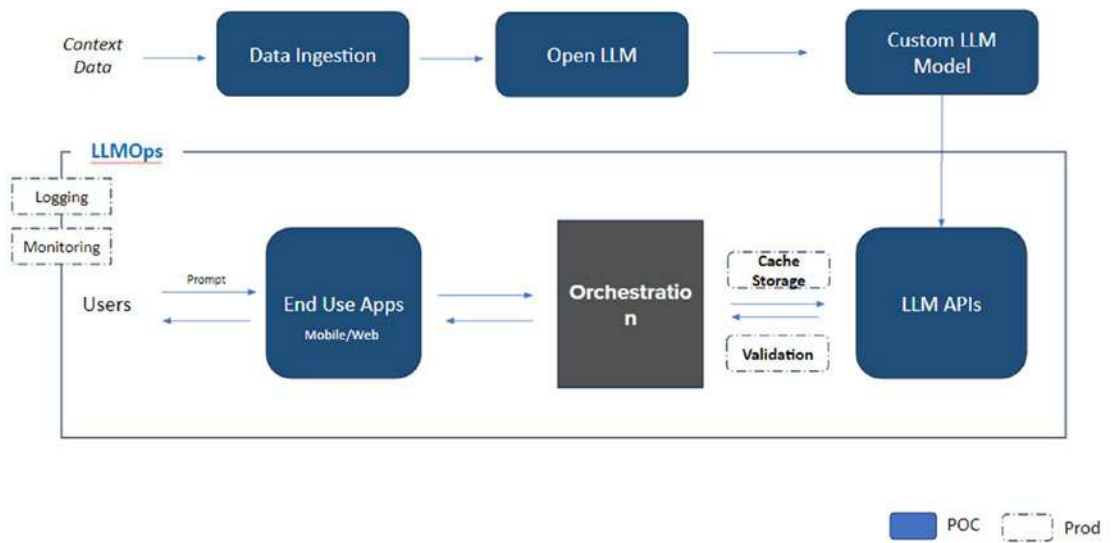 Context
Data
Data Ingestion
Open LLM
Custom LLM
Model
LLMOps
Logging
Monitoring
Users
Prompt
End Use Apps
Mobile/Web
Orchestratio
n
Cache
Storage
Validation
LLM APIs
POC
Prod